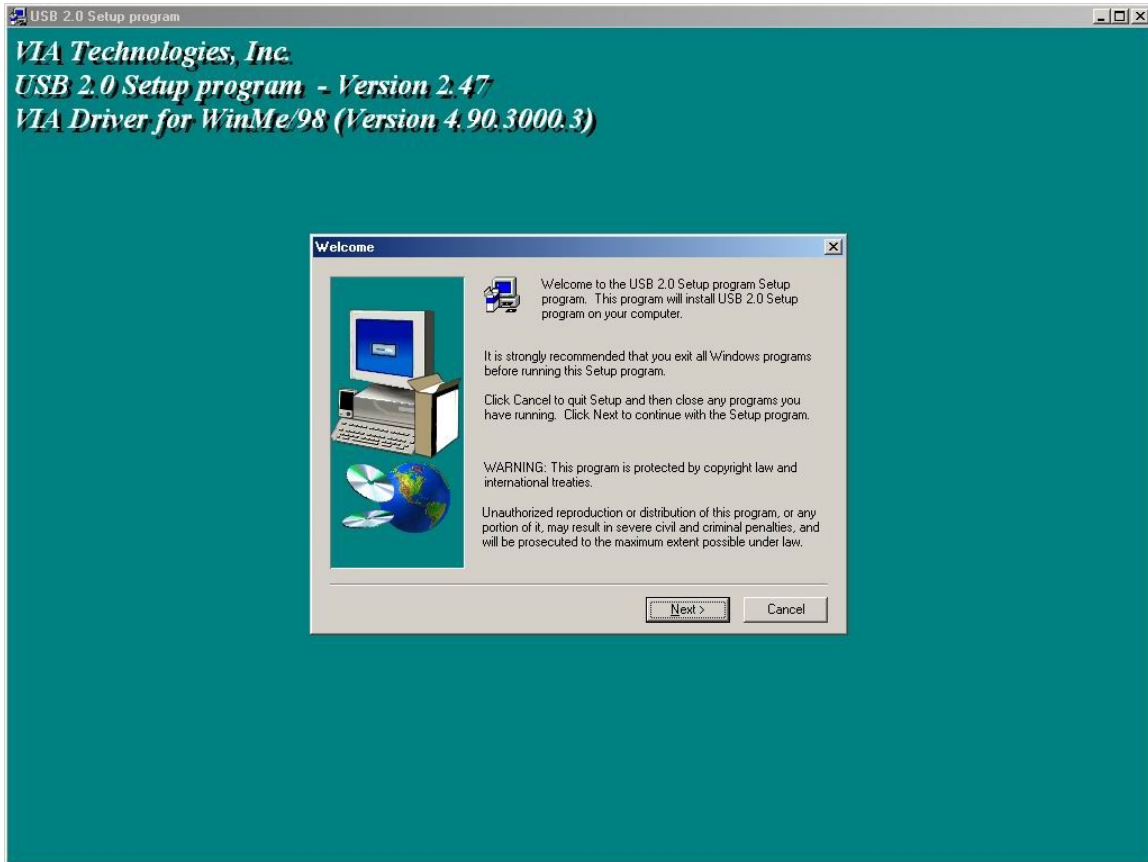 USB 2.0 Setup program
VIA Technologies, Inc.
USB 2.0 Setup program - Version 2.47
VIA Driver for WinMe/98 (Version 4.90.3000.3)
Welcome
Welcome to the USB 2.0 Setup program Setup
program. This program will install USB 2.0 Setup
program on your computer.
It is strongly recommended that you exit all Windows programs
before running this Setup program.
Click Cancel to quit Setup and then close any programs you
have running. Click Next to continue with the Setup program.
WARNING: This program is protected by copyright law and
international treaties.
Unauthorized reproduction or distribution of this program, or any
portion of it, may result in severe civil and criminal penalties, and
will be prosecuted to the maximum extent possible under law.
Next >
Cancel